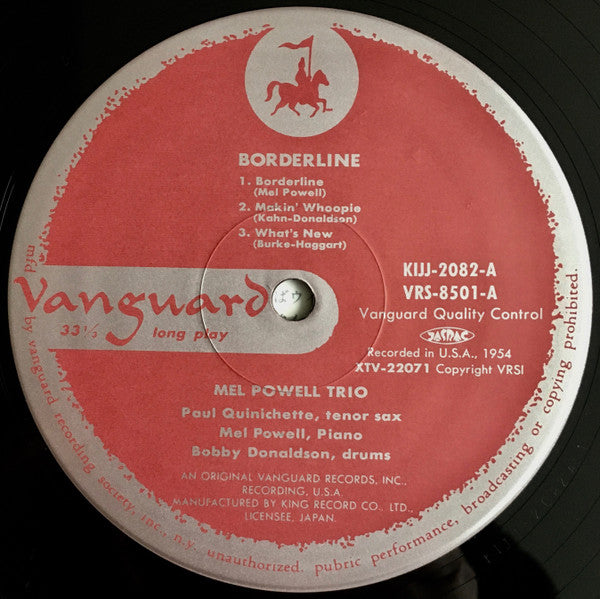 BORDERLINE
1. Borderline
(Mel Powell)
2. Makin' Whoopie
(Kahn-Donaldson)
3. What's New
(Burke-Haggart)
KIJJ-2082-A
VRS-8501-A
Vanguard Quality Control
JASRAC
Recorded in U.S.A., 1954
XTV-22071 Copyright VRSI
Vanguard
33⅓ long play
MEL POWELL TRIO
Paul Quinichette, tenor sax
Mel Powell, Piano
Bobby Donaldson, drums
AN ORIGINAL VANGUARD RECORDS, INC.,
RECORDING, U.S.A.
MANUFACTURED BY KING RECORD CO., LTD.,
LICENSEE, JAPAN.
mfd by vanguard recording society, inc., n.y. unauthorized. pubric performance, broadcasting or copying prohibited.